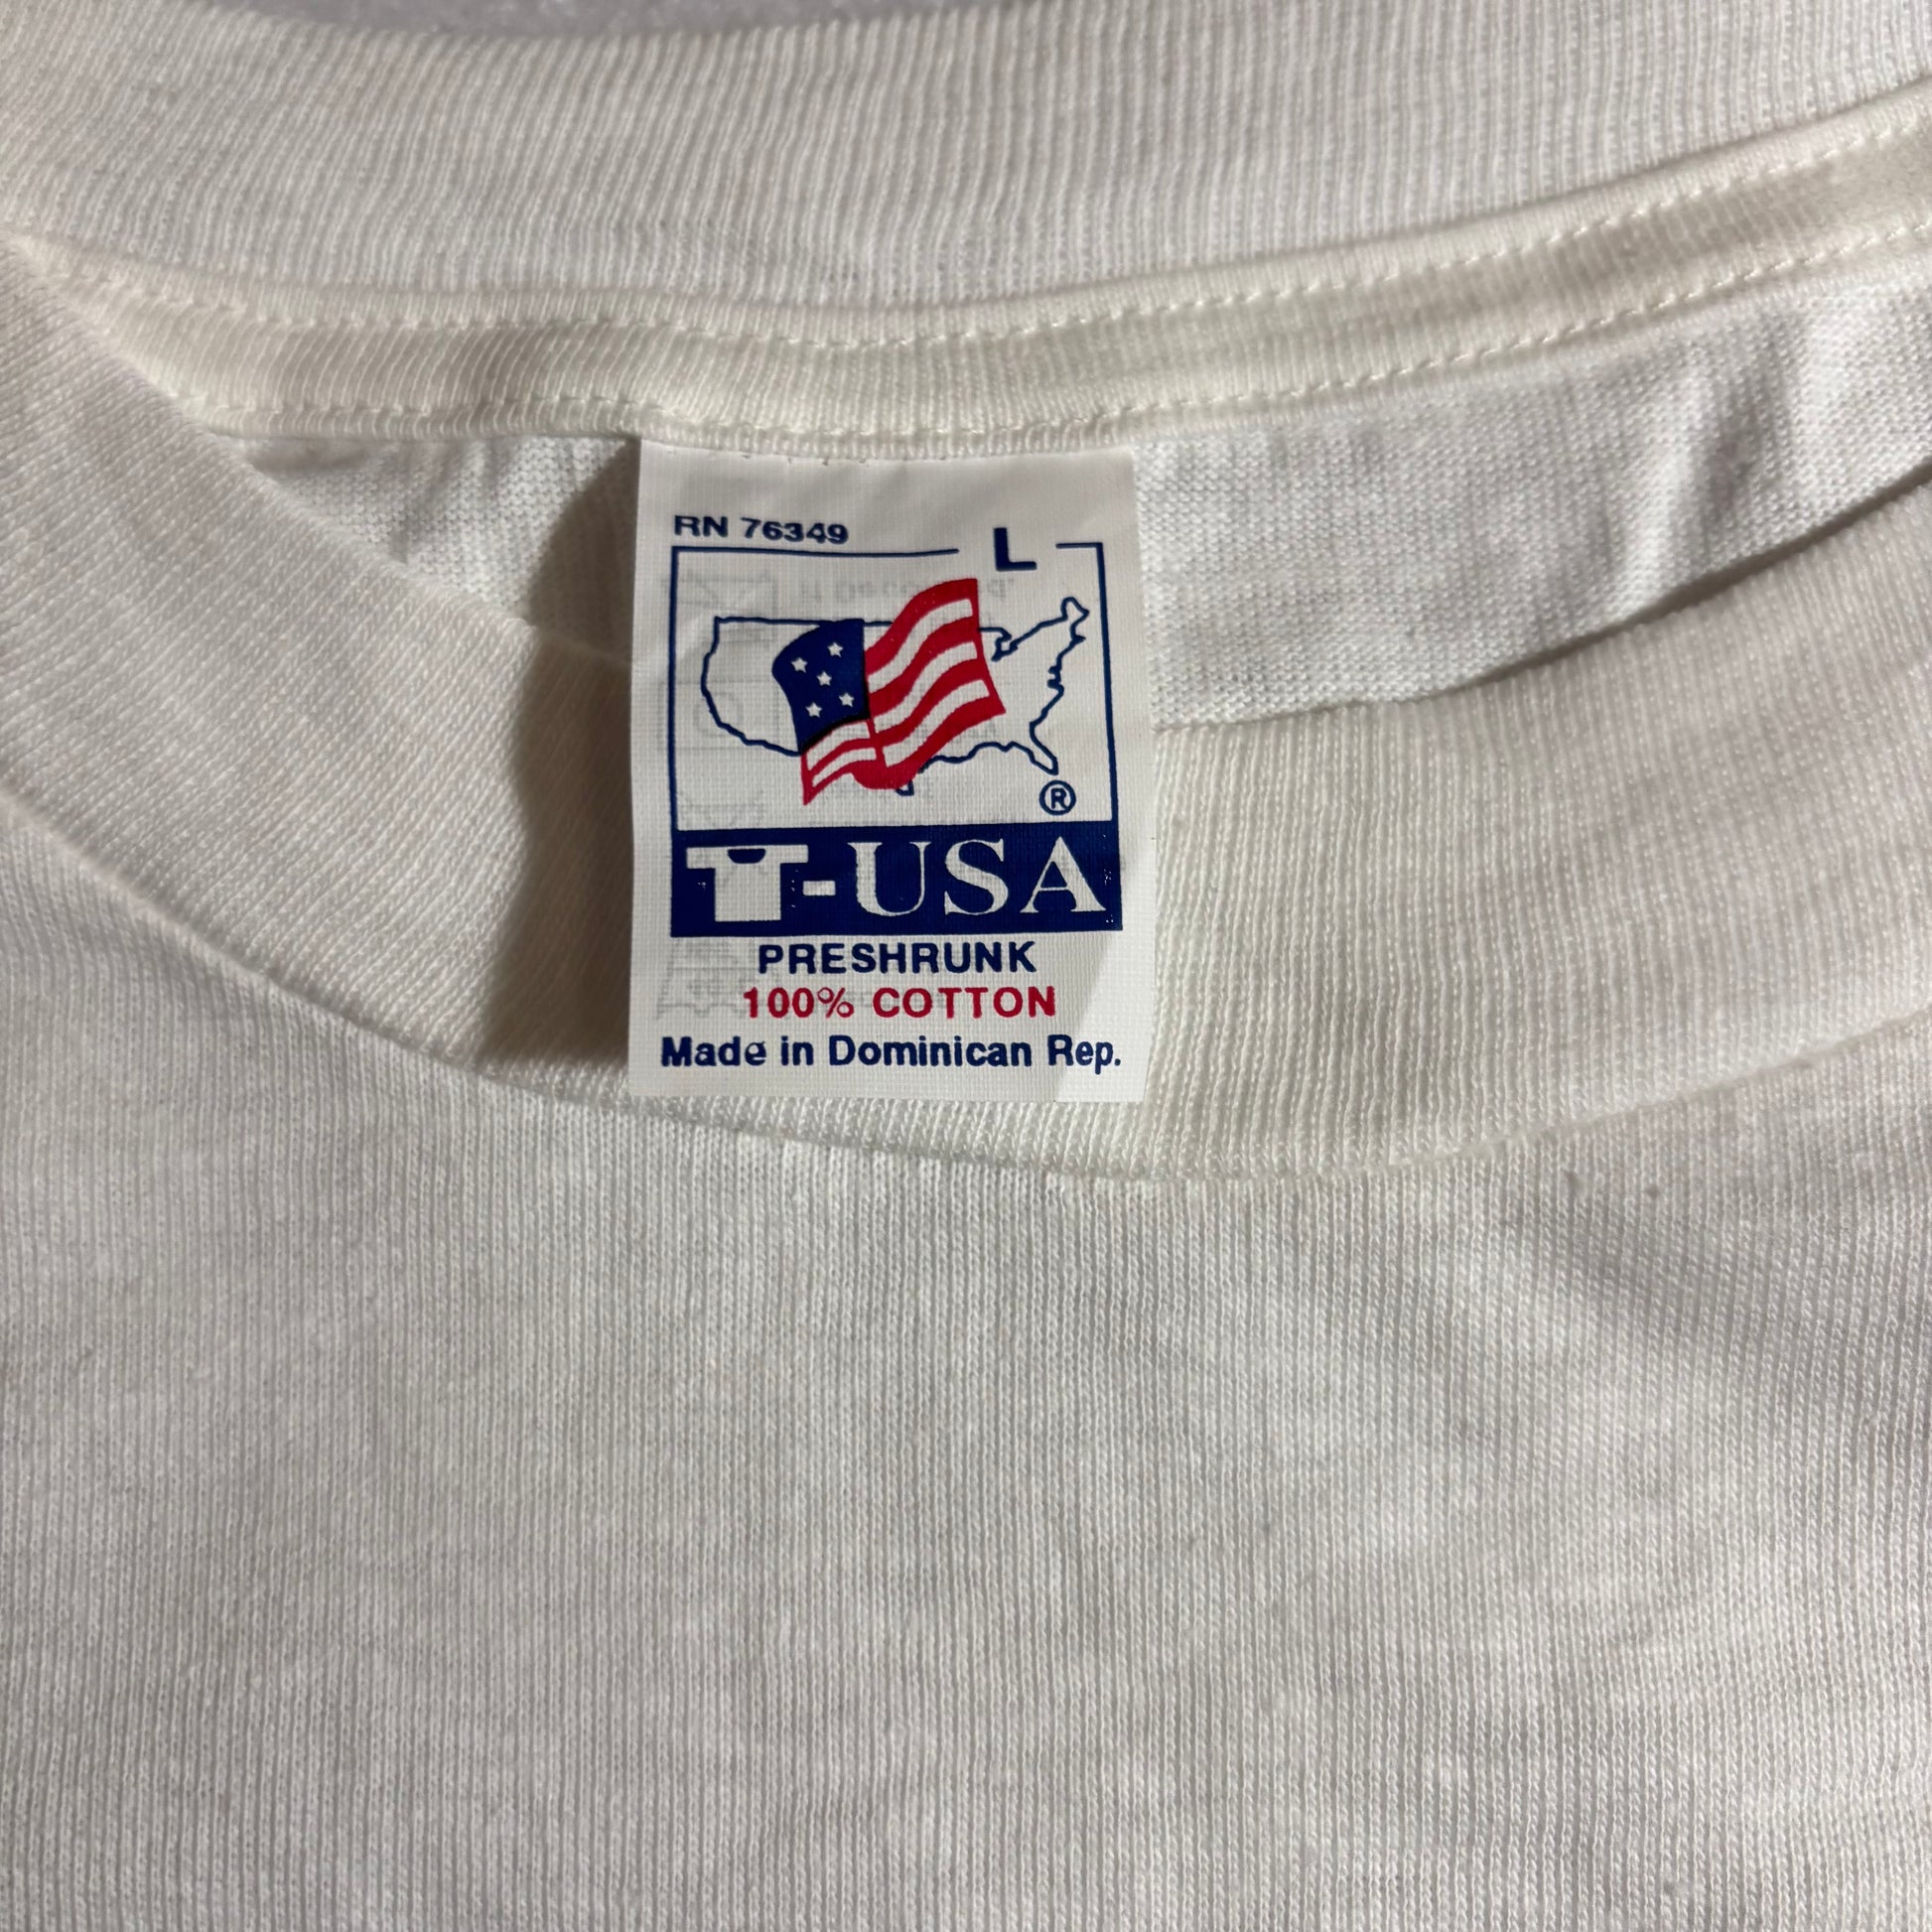 RN 76349
L
®
T-USA
PRESHRUNK
100% COTTON
Made in Dominican Rep.